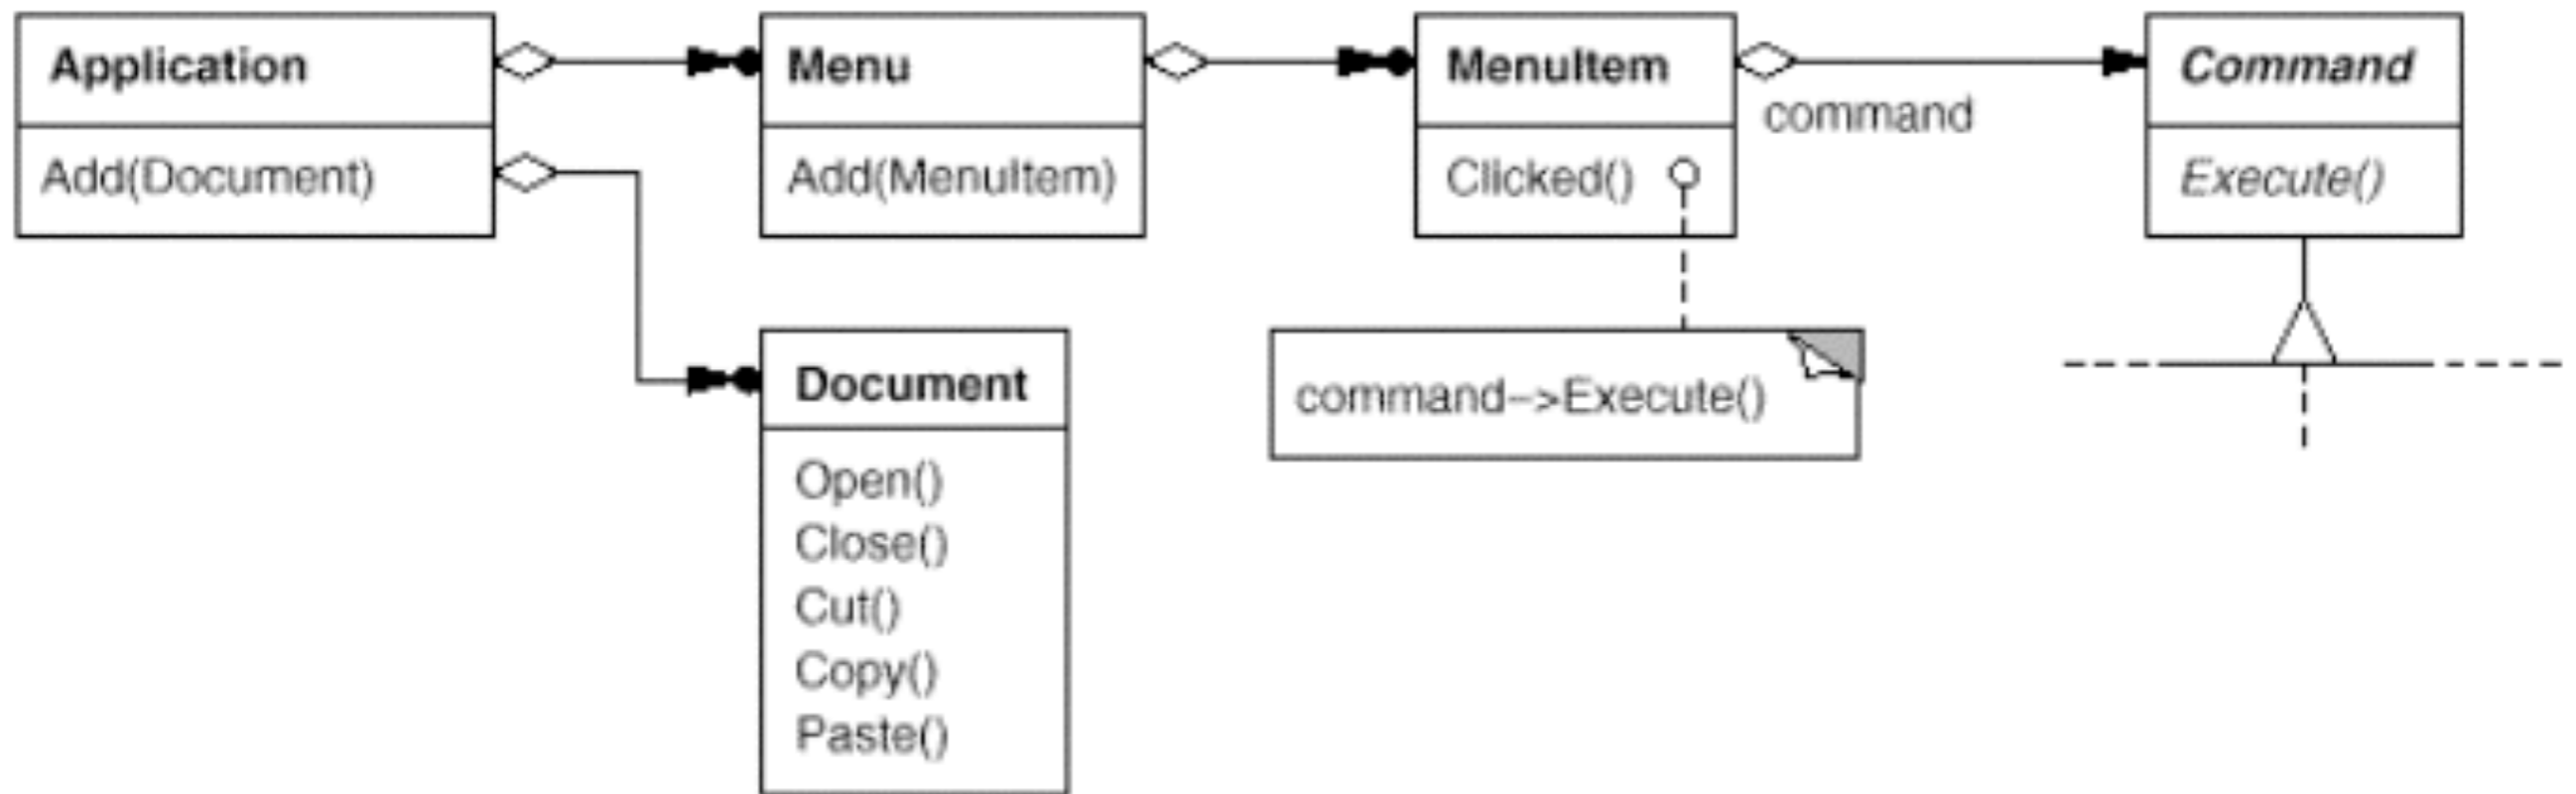 Application
Add(Document)
Menu
Add(MenuItem)
MenuItem
Clicked()
command
Command
Execute()
command−>Execute()
Document
Open()
Close()
Cut()
Copy()
Paste()